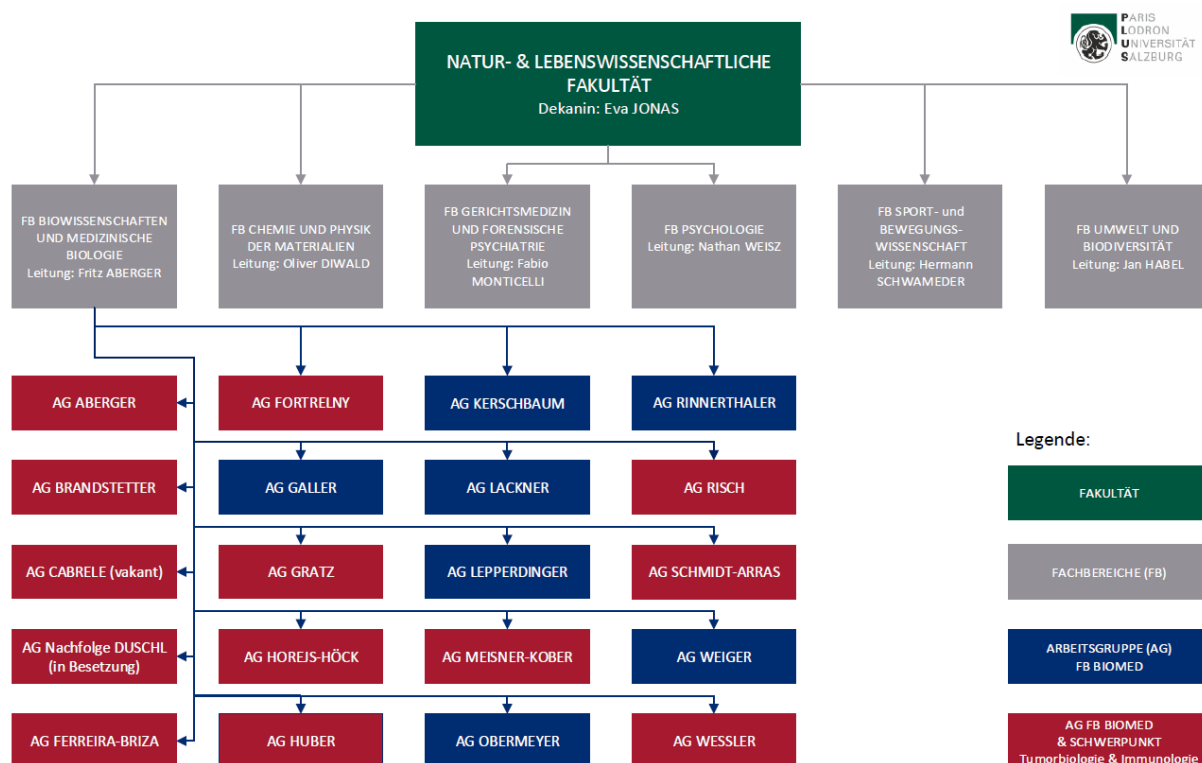 PARIS
LODRON
UNIVERSITÄT
SALZBURG
NATUR- & LEBENSWISSENSCHAFTLICHE
FAKULTÄT
Dekanin: Eva JONAS
FB BIOWISSENSCHAFTEN
UND MEDIZINISCHE
BIOLOGIE
Leitung: Fritz ABERGER
FB CHEMIE UND PHYSIK
DER MATERIALIEN
Leitung: Oliver DIWALD
FB GERICHTSMEDIZIN
UND FORENSISCHE
PSYCHIATRIE
Leitung: Fabio
MONTICELLI
FB PSYCHOLOGIE
Leitung: Nathan WEISZ
FB SPORT- und
BEWEGUNGS-
WISSENSCHAFT
Leitung: Hermann
SCHWAMEDER
FB UMWELT UND
BIODIVERSITÄT
Leitung: Jan HABEL
AG ABERGER
AG FORTRELNY
AG KERSCHBAUM
AG RINNERTHALER
AG BRANDSTETTER
AG GALLER
AG LACKNER
AG RISCH
AG CABRELE (vakant)
AG GRATZ
AG LEPPERDINGER
AG SCHMIDT-ARRAS
AG Nachfolge DUSCHL
(in Besetzung)
AG HOREJS-HÖCK
AG MEISNER-KOBER
AG WEIGER
AG FERREIRA-BRIZA
AG HUBER
AG OBERMEYER
AG WESSLER
Legende:
FAKULTÄT
FACHBEREICHE (FB)
ARBEITSGRUPPE (AG)
FB BIOMED
AG FB BIOMED
& SCHWERPUNKT
Tumorbiologie & Immunologie